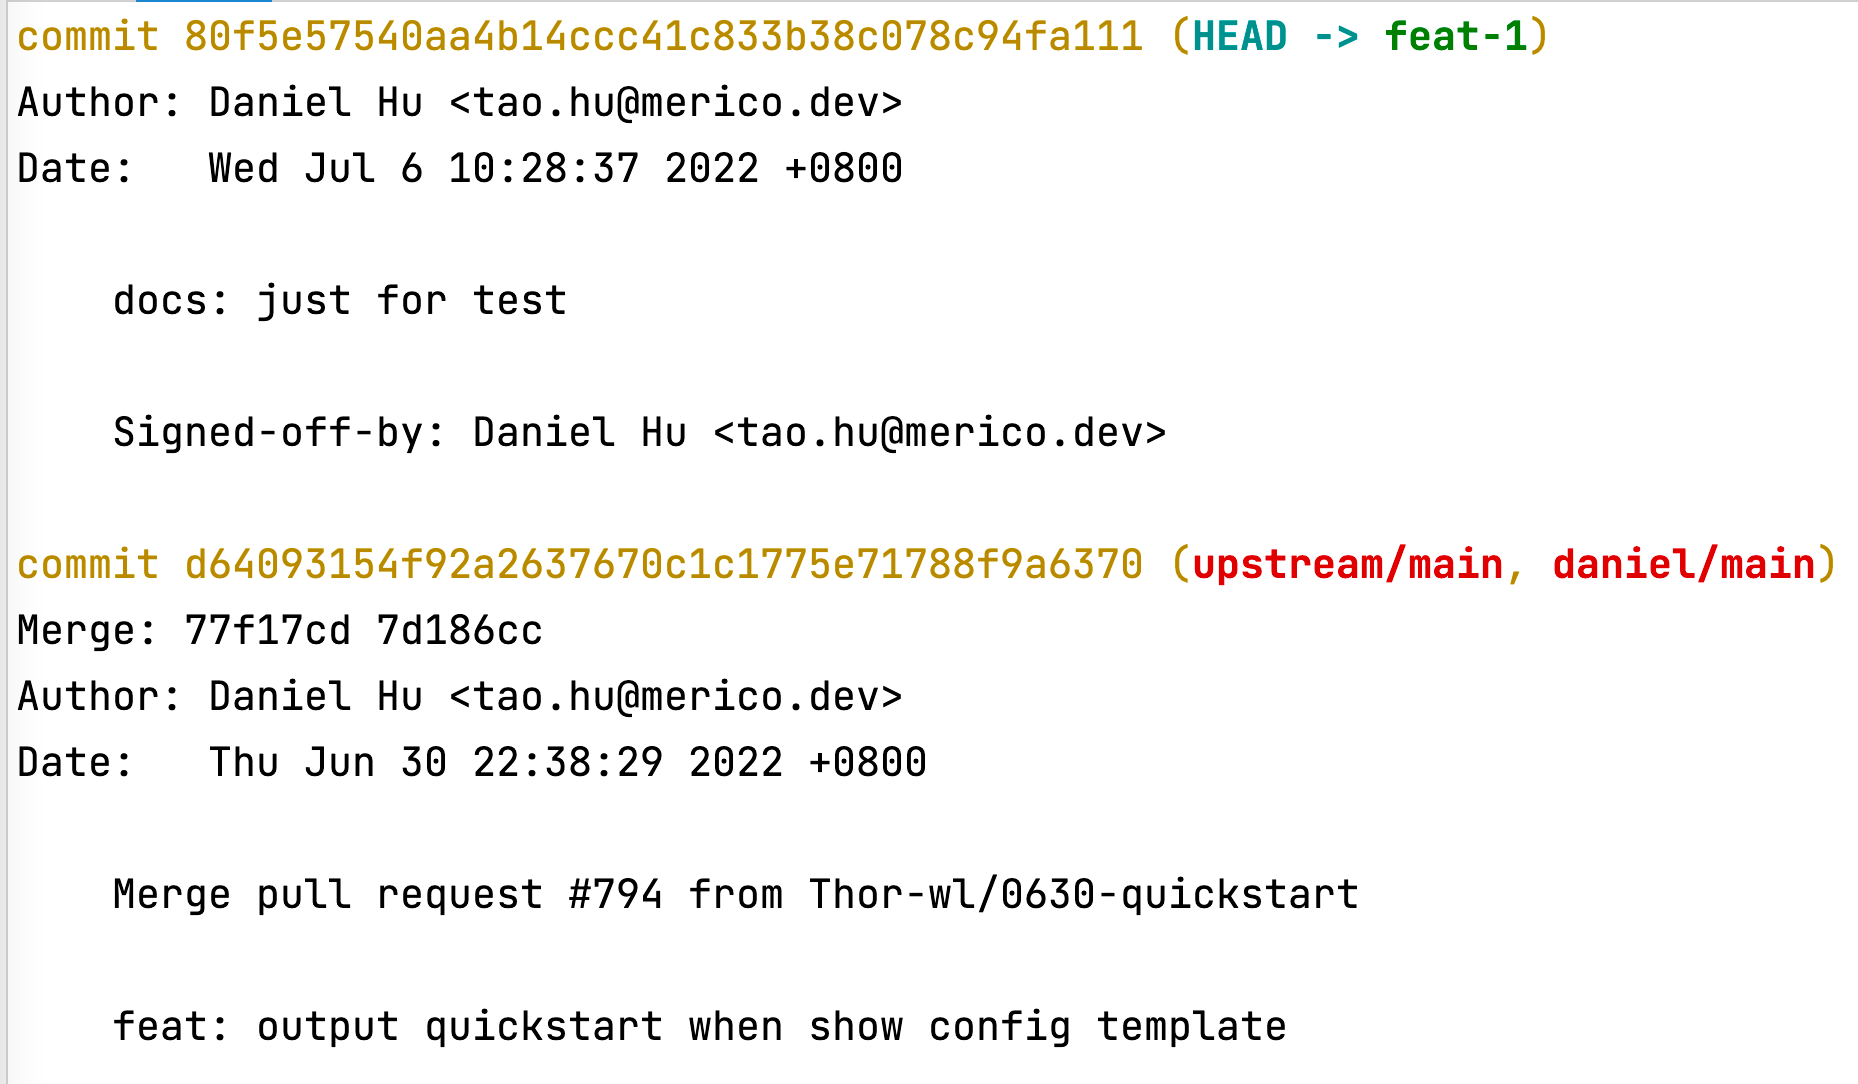 commit 80f5e57540aa4b14ccc41c833b38c078c94fa111 (HEAD -> feat-1)
Author: Daniel Hu <tao.hu@merico.dev>
Date:   Wed Jul 6 10:28:37 2022 +0800
docs: just for test
Signed-off-by: Daniel Hu <tao.hu@merico.dev>
commit d64093154f92a2637670c1c1775e71788f9a6370 (upstream/main, daniel/main)
Merge: 77f17cd 7d186cc
Author: Daniel Hu <tao.hu@merico.dev>
Date:   Thu Jun 30 22:38:29 2022 +0800
Merge pull request #794 from Thor-wl/0630-quickstart
feat: output quickstart when show config template